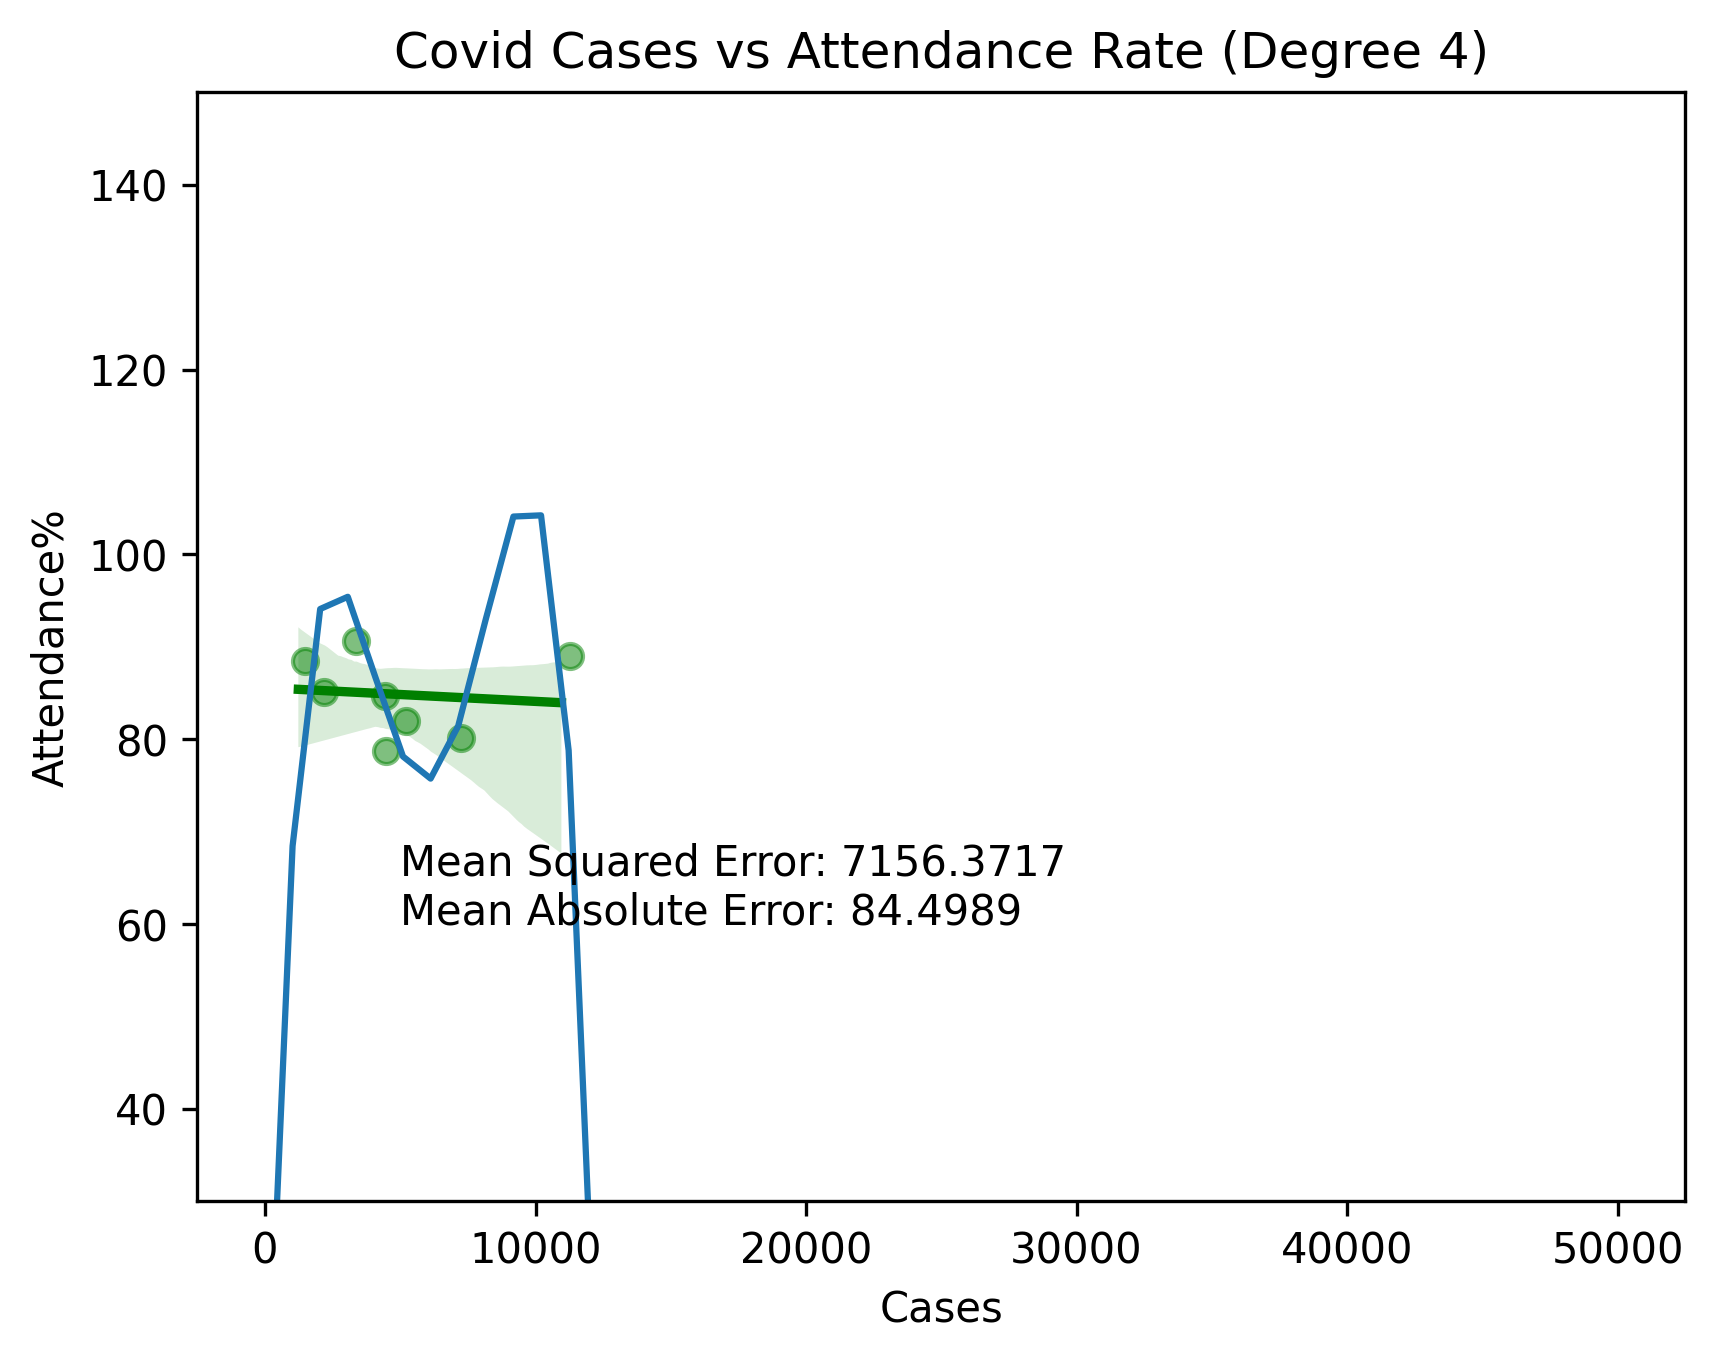 Covid Cases vs Attendance Rate (Degree 4)
140
120
100
80
60
40
Attendance%
Mean Squared Error: 7156.3717
Mean Absolute Error: 84.4989
0 10000 20000 30000 40000 50000
Cases